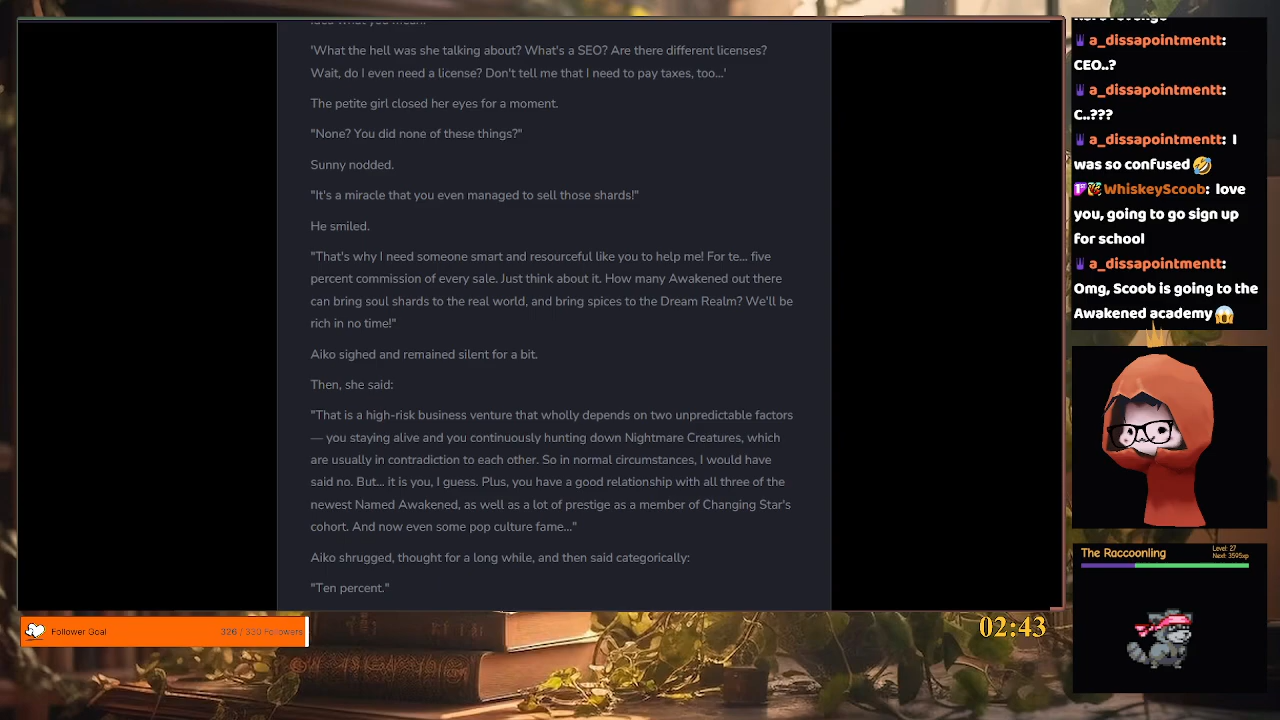 'What the hell was she talking about? What's a SEO? Are there different licenses?
Wait, do I even need a license? Don't tell me that I need to pay taxes, too...'
The petite girl closed her eyes for a moment.
"None? You did none of these things?"
Sunny nodded.
"It's a miracle that you even managed to sell those shards!"
He smiled.
"That's why I need someone smart and resourceful like you to help me! For te... five
percent commission of every sale. Just think about it. How many Awakened out there
can bring soul shards to the real world, and bring spices to the Dream Realm? We'll be
rich in no time!"
Aiko sighed and remained silent for a bit.
Then, she said:
"That is a high-risk business venture that wholly depends on two unpredictable factors
— you staying alive and you continuously hunting down Nightmare Creatures, which
are usually in contradiction to each other. So in normal circumstances, I would have
said no. But... it is you, I guess. Plus, you have a good relationship with all three of the
newest Named Awakened, as well as a lot of prestige as a member of Changing Star's
cohort. And now even some pop culture fame..."
Aiko shrugged, thought for a long while, and then said categorically:
"Ten percent."
a_dissapointmentt:
CEO..?
a_dissapointmentt:
C..???
a_dissapointmentt: I
was so confused 🤣
WhiskeyScoob: love
you, going to go sign up
for school
a_dissapointmentt:
Omg, Scoob is going to the
Awakened academy 😱
The Raccoonling
Level: 27
Next: 3595xp
Follower Goal
326 / 330 Followers
02:43